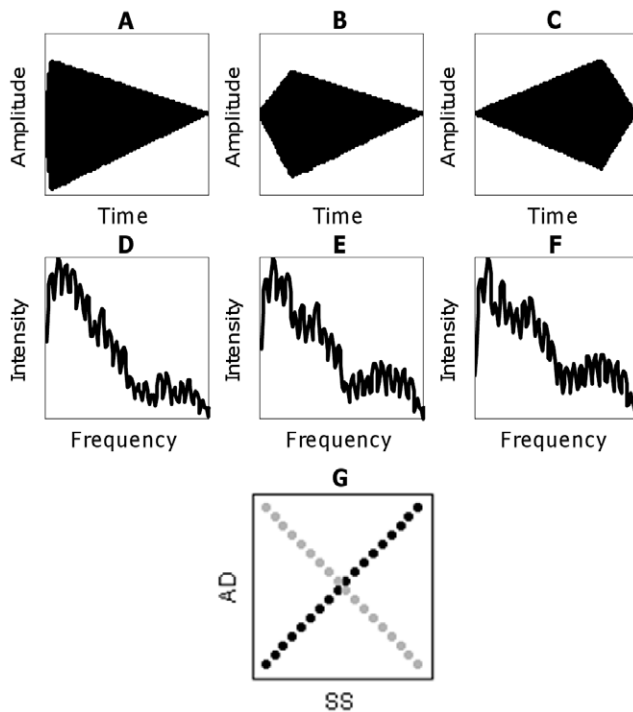 A
B
C
Amplitude
Amplitude
Amplitude
Time
Time
Time
D
E
F
Intensity
Intensity
Intensity
Frequency
Frequency
Frequency
G
AD
SS